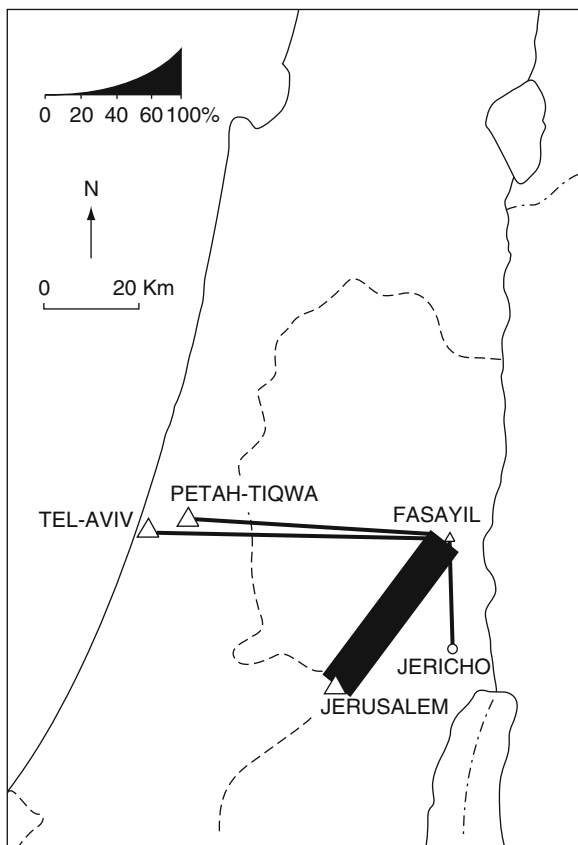 0 20 40 60 100%
N
0 20 Km
PETAH-TIQWA
TEL-AVIV
FASAYIL
JERICHO
JERUSALEM